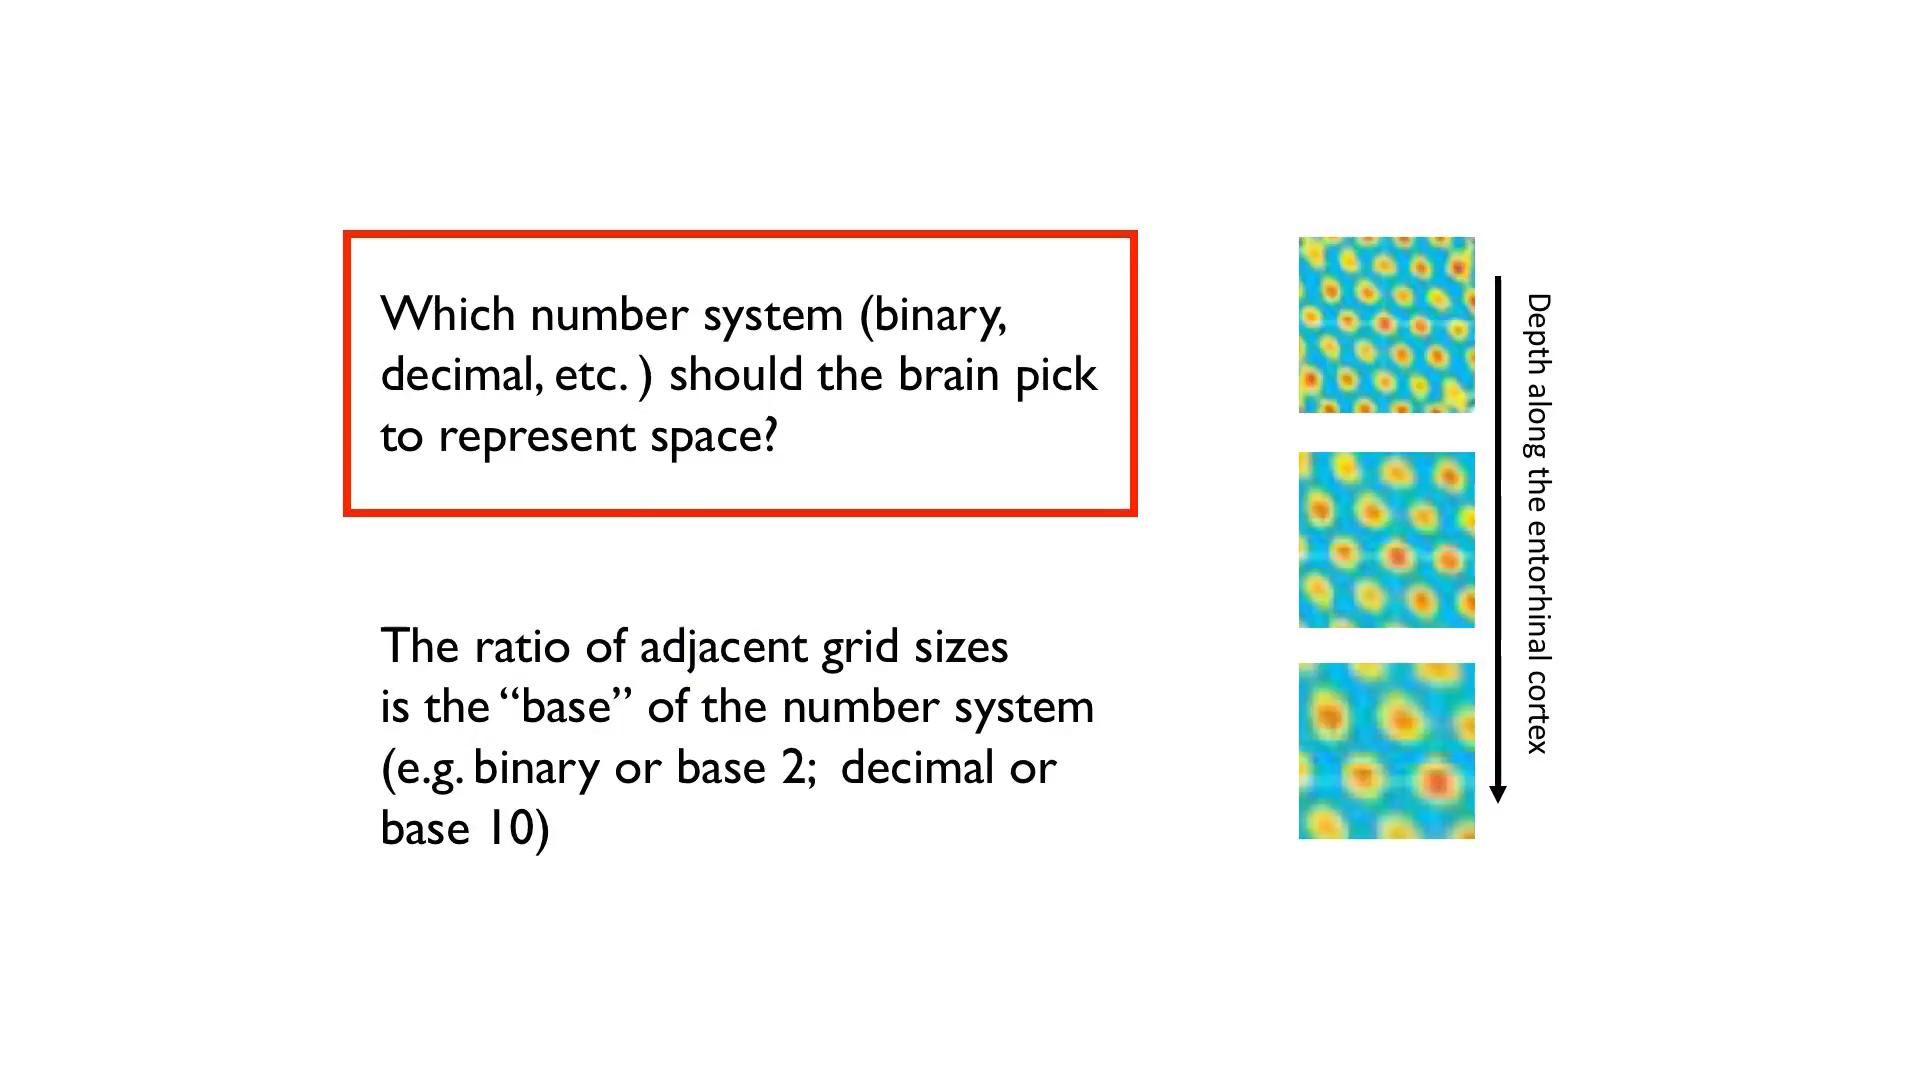 Which number system (binary,
decimal, etc. ) should the brain pick
to represent space?
The ratio of adjacent grid sizes
is the “base” of the number system
(e.g. binary or base 2;  decimal or
base 10)
Depth along the entorhinal cortex